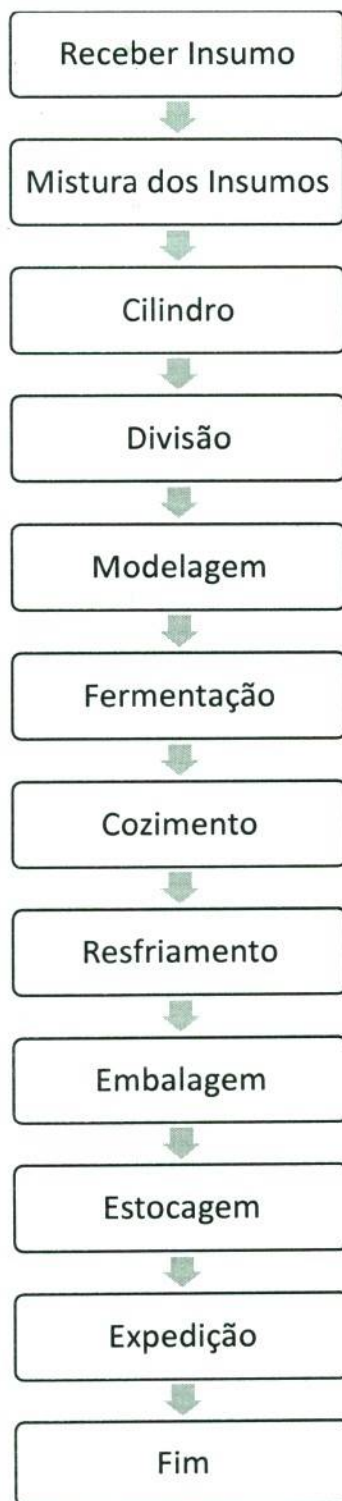 Receber Insumo
Mistura dos Insumos
Cilindro
Divisão
Modelagem
Fermentação
Cozimento
Resfriamento
Embalagem
Estocagem
Expedição
Fim